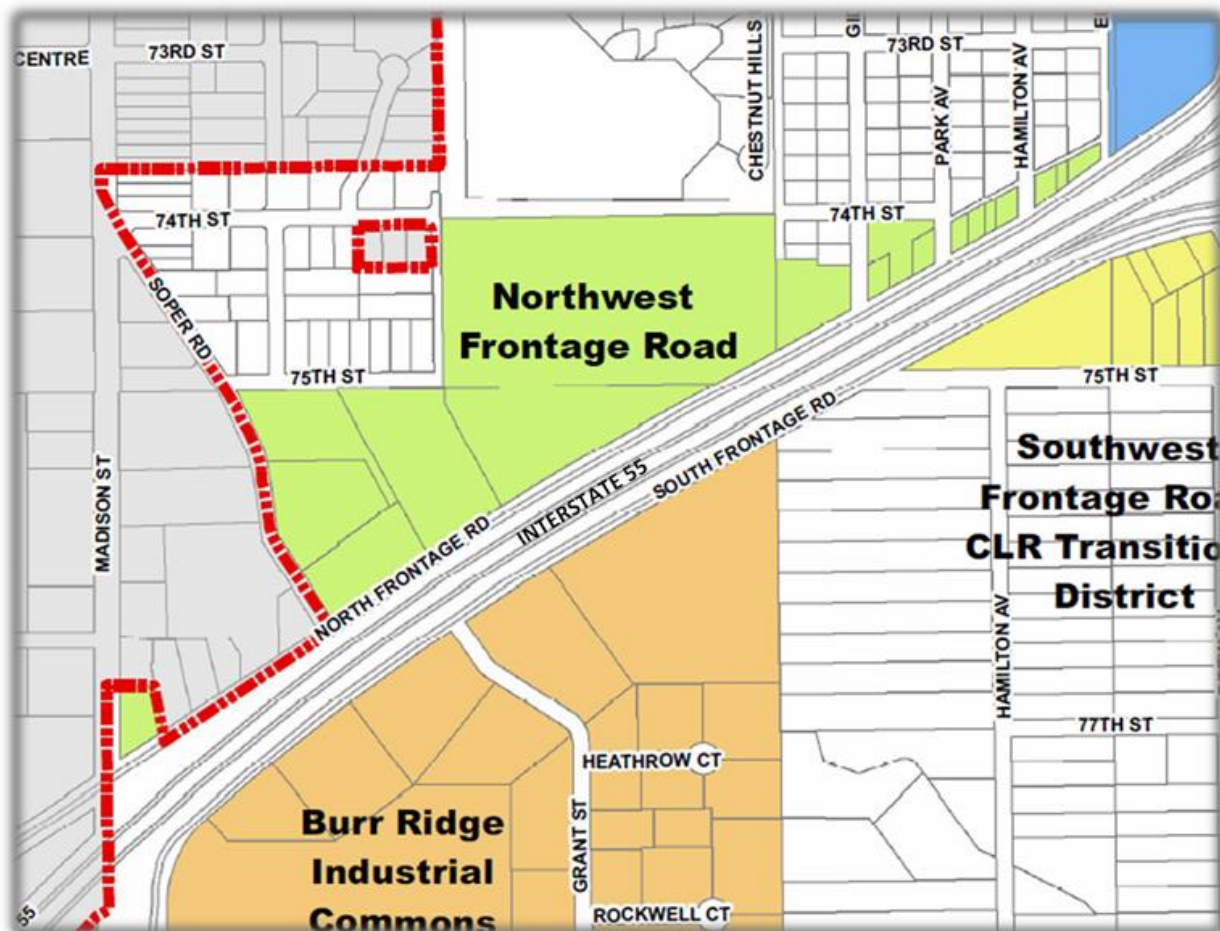 CENTRE
73RD ST
CHESTNUT HILLS
73RD ST
PARK AV
HAMILTON AV
74TH ST
74TH ST
SOPER RD
Northwest
Frontage Road
75TH ST
75TH ST
MADISON ST
NORTH FRONTAGE RD
INTERSTATE 55
SOUTH FRONTAGE RD
Southwest
Frontage Roa
CLR Transitio
District
HAMILTON AV
77TH ST
HEATHROW CT
GRANT ST
Burr Ridge
Industrial
Commons
ROCKWELL CT
55